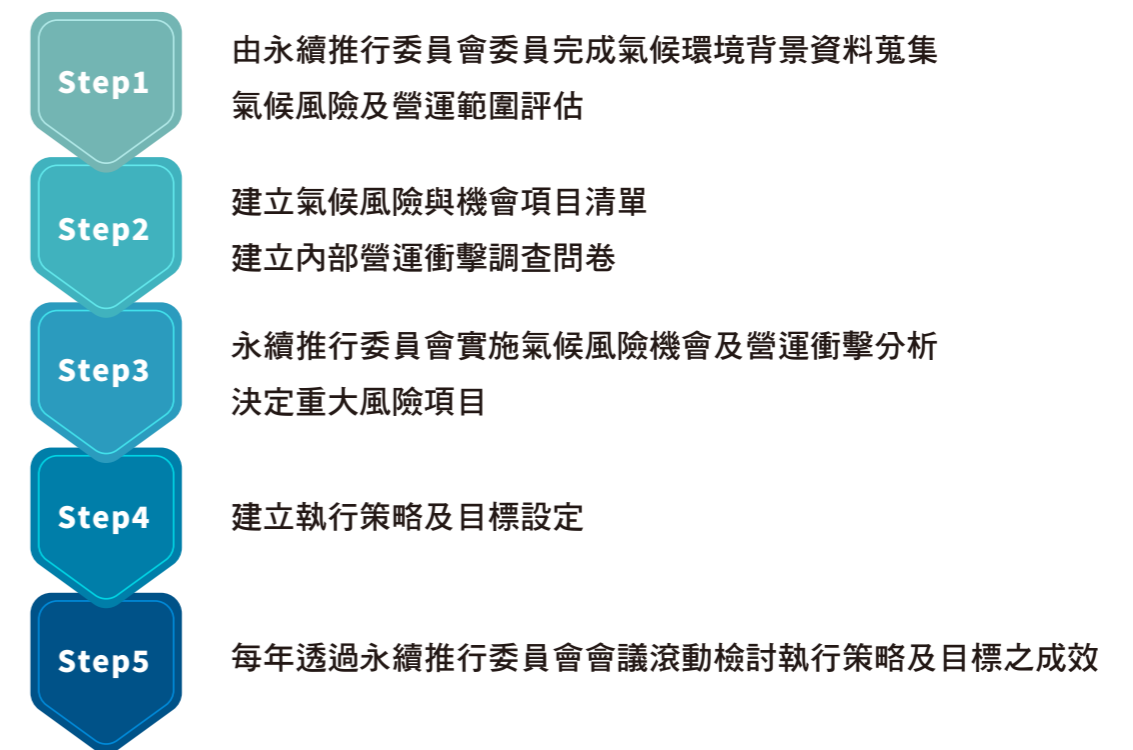 Step1
由永續推行委員會委員完成氣候環境背景資料蒐集
氣候風險及營運範圍評估
Step2
建立氣候風險與機會項目清單
建立內部營運衝擊調查問卷
Step3
永續推行委員會實施氣候風險機會及營運衝擊分析
決定重大風險項目
Step4
建立執行策略及目標設定
Step5
每年透過永續推行委員會會議滾動檢討執行策略及目標之成效